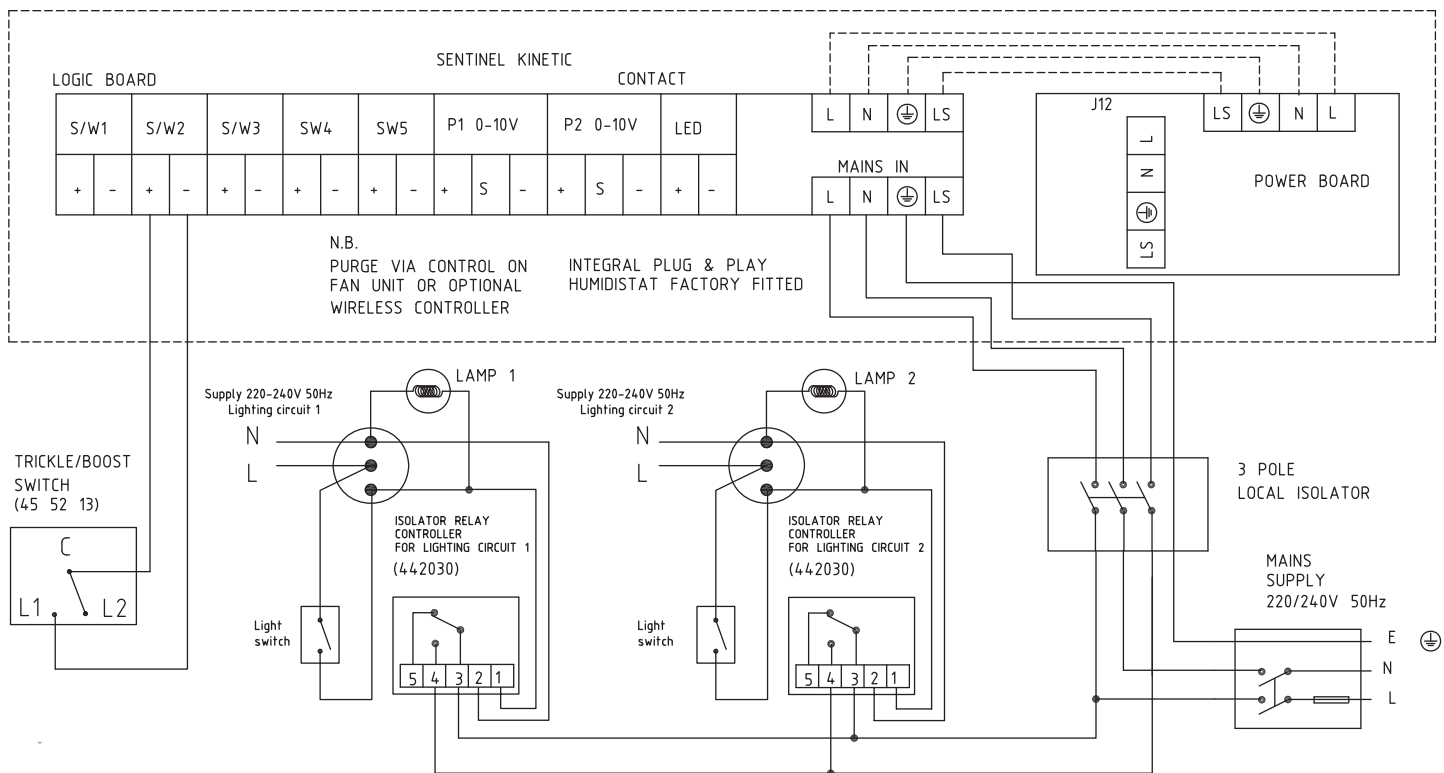 SENTINEL KINETIC
LOGIC BOARD
CONTACT
S/W1 S/W2 S/W3 SW4 SW5 P1 0-10V P2 0-10V LED
+ - + - + - + - + - + S - + S - + -
L N LS
MAINS IN
L N LS
J12
LS N L
L
N
LS
POWER BOARD
N.B.
PURGE VIA CONTROL ON
FAN UNIT OR OPTIONAL
WIRELESS CONTROLLER
INTEGRAL PLUG & PLAY
HUMIDISTAT FACTORY FITTED
TRICKLE/BOOST
SWITCH
(45 52 13)
C
L1
L2
Supply 220-240V 50Hz
Lighting circuit 1
N
L
LAMP 1
ISOLATOR RELAY
CONTROLLER
FOR LIGHTING CIRCUIT 1
(442030)
Light
switch
5 4 3 2 1
Supply 220-240V 50Hz
Lighting circuit 2
N
L
LAMP 2
ISOLATOR RELAY
CONTROLLER
FOR LIGHTING CIRCUIT 2
(442030)
Light
switch
5 4 3 2 1
3 POLE
LOCAL ISOLATOR
MAINS
SUPPLY
220/240V 50Hz
E
N
L